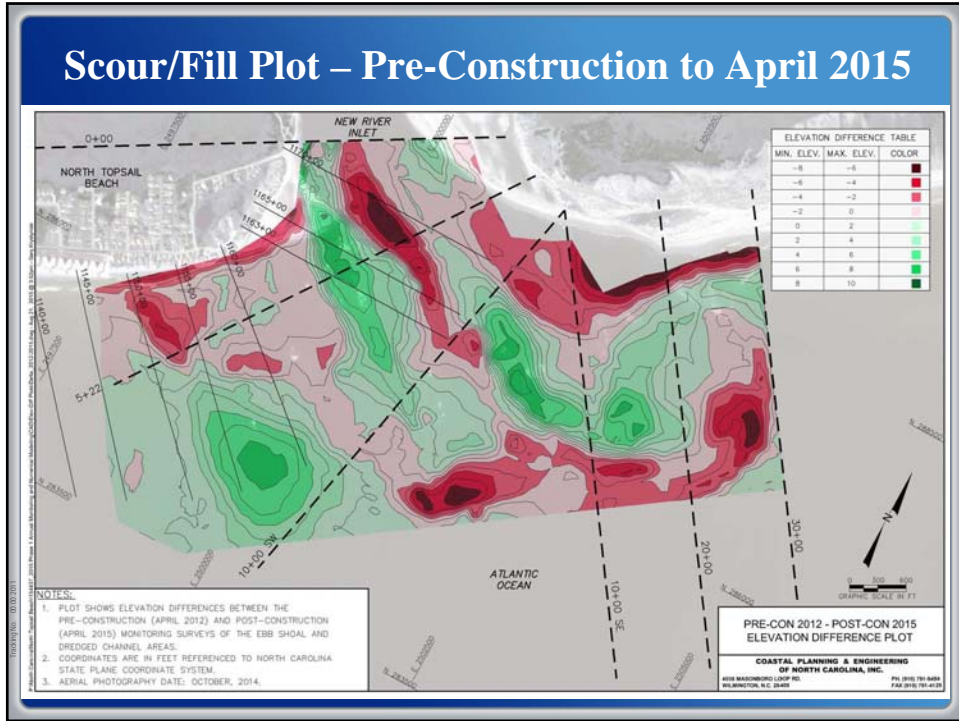 Scour/Fill Plot – Pre-Construction to April 2015
NEW RIVER
INLET
0+00
NORTH TOPSAIL
BEACH
1165+00
1163+00
1160+00
1145+00
1140+00
5+22
10+00 SW
10+00 SE
20+00
30+00
ATLANTIC
OCEAN
N
0 300 600
GRAPHIC SCALE IN FT
ELEVATION DIFFERENCE TABLE
MIN. ELEV. MAX. ELEV. COLOR
-8 -6
-6 -4
-4 -2
-2 0
0 2
2 4
4 6
6 8
8 10
NOTES:
1. PLOT SHOWS ELEVATION DIFFERENCES BETWEEN THE
PRE-CONSTRUCTION (APRIL 2012) AND POST-CONSTRUCTION
(APRIL 2015) MONITORING SURVEYS OF THE EBB SHOAL AND
DREDGED CHANNEL AREAS.
2. COORDINATES ARE IN FEET REFERENCED TO NORTH CAROLINA
STATE PLANE COORDINATE SYSTEM.
3. AERIAL PHOTOGRAPHY DATE: OCTOBER, 2014.
PRE-CON 2012 - POST-CON 2015
ELEVATION DIFFERENCE PLOT
COASTAL PLANNING & ENGINEERING
OF NORTH CAROLINA, INC.
4038 MASONBORO LOOP RD.
WILMINGTON, N.C. 28409